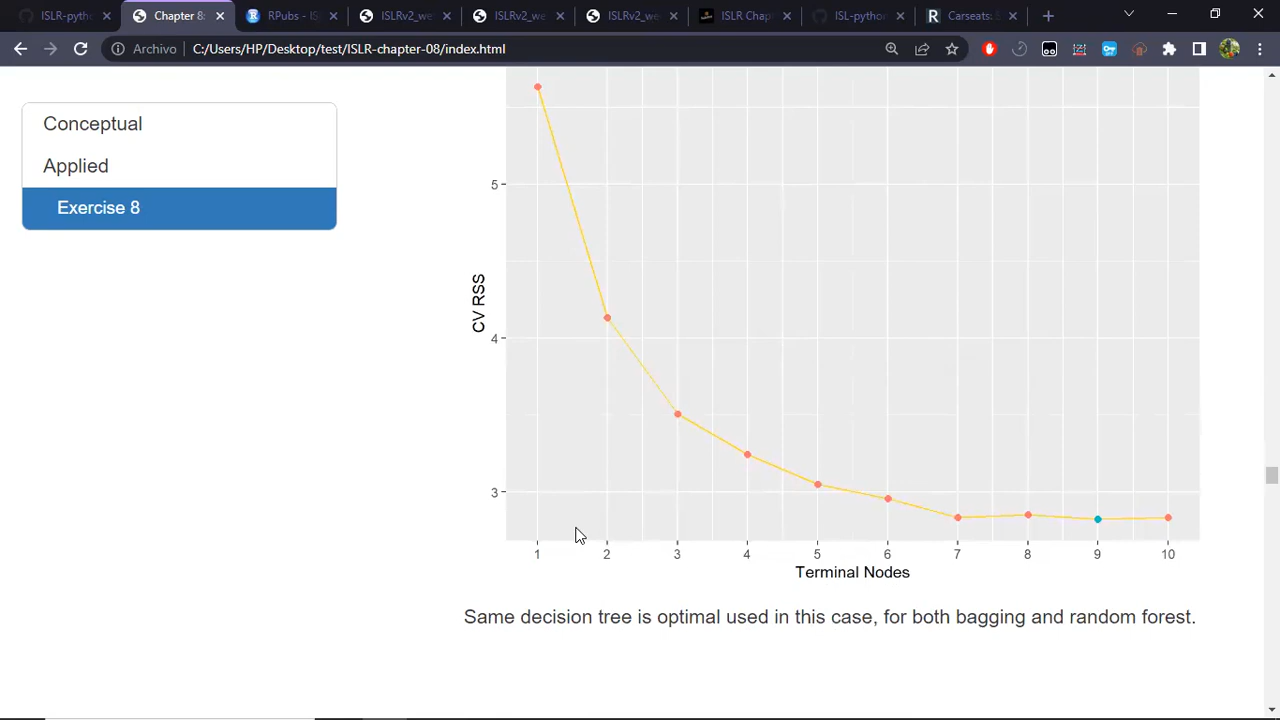 ISLR-pytho
Chapter 8:
RPubs - IS
ISLRv2_we
ISLRv2_we
ISLRv2_we
ISLR Chap
ISL-python
Carseats:
Archivo
C:/Users/HP/Desktop/test/ISLR-chapter-08/index.html
Conceptual
Applied
Exercise 8
5
4
3
CV RSS
1 2 3 4 5 6 7 8 9 10
Terminal Nodes
Same decision tree is optimal used in this case, for both bagging and random forest.